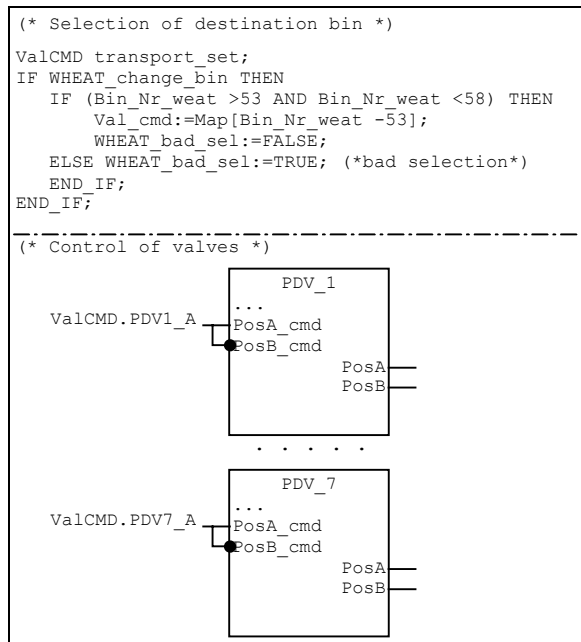 (* Selection of destination bin *)
ValCMD transport_set;
IF WHEAT_change_bin THEN
IF (Bin_Nr_weat >53 AND Bin_Nr_weat <58) THEN
Val_cmd:=Map[Bin_Nr_weat -53];
WHEAT_bad_sel:=FALSE;
ELSE WHEAT_bad_sel:=TRUE; (*bad selection*)
END_IF;
END_IF;
(* Control of valves *)
PDV_1
...
ValCMD.PDV1_A PosA_cmd
PosB_cmd
PosA
PosB
. . . . .
PDV_7
...
ValCMD.PDV7_A PosA_cmd
PosB_cmd
PosA
PosB